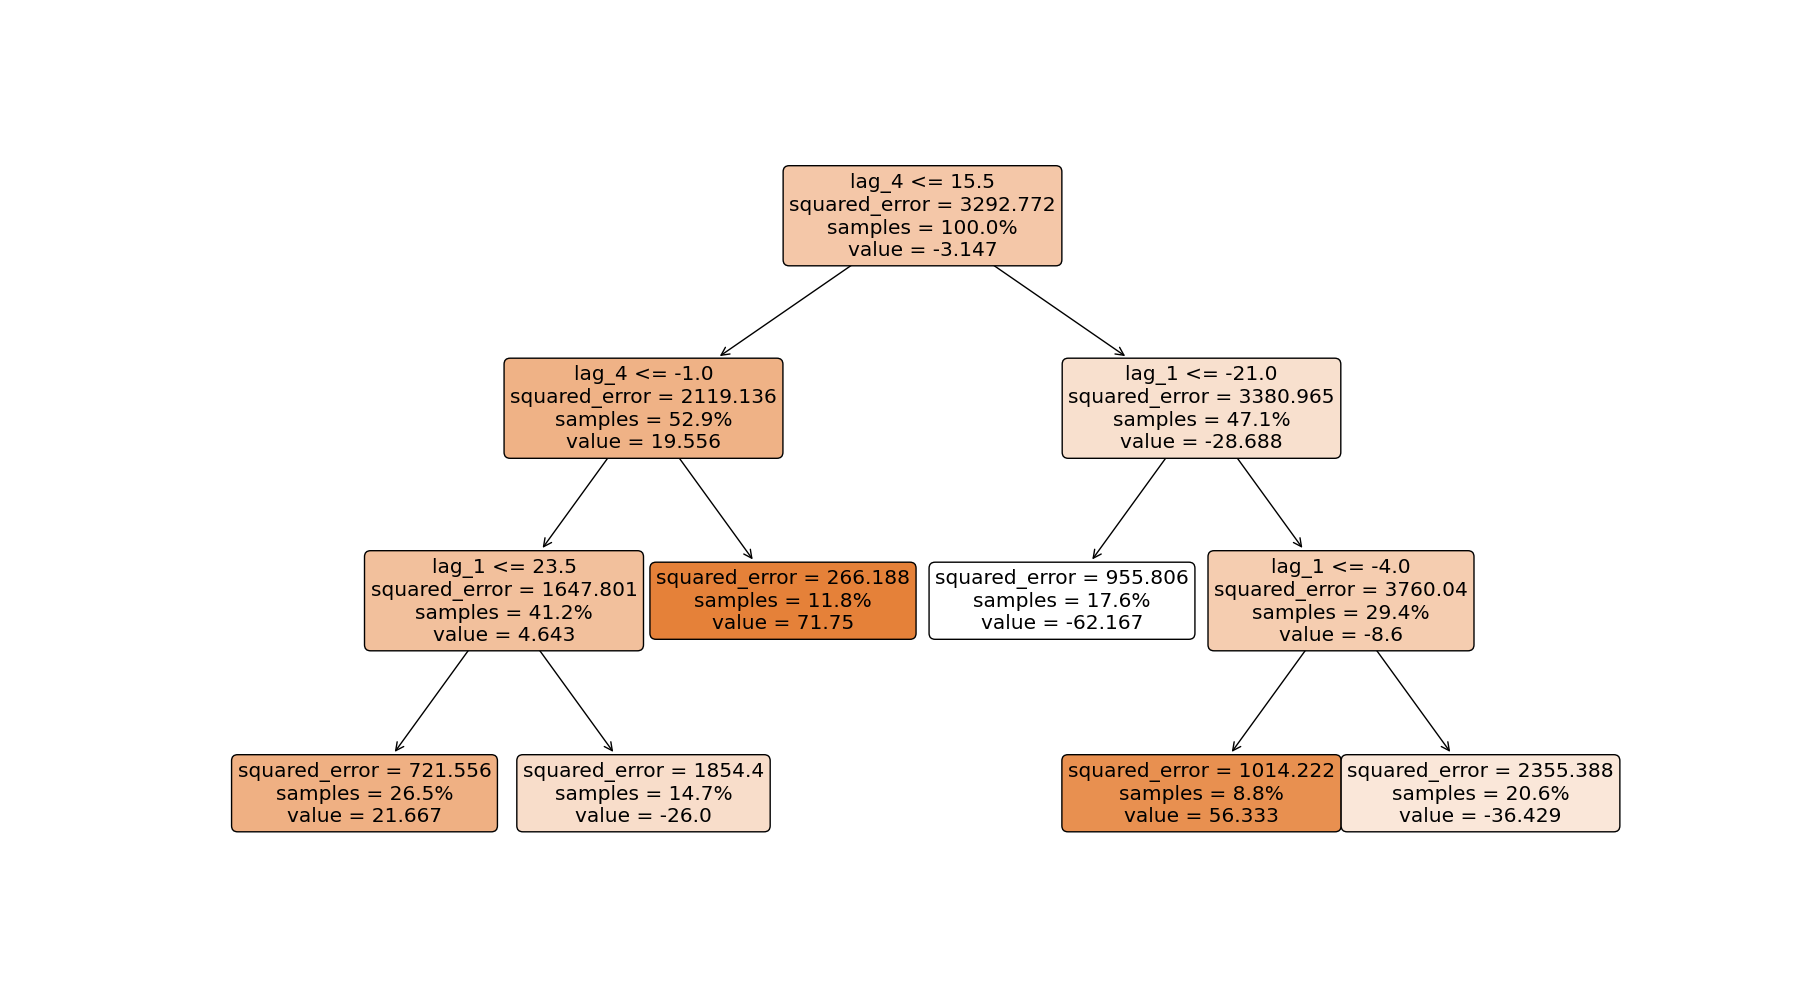 lag_4 <= 15.5
squared_error = 3292.772
samples = 100.0%
value = -3.147
lag_4 <= -1.0
squared_error = 2119.136
samples = 52.9%
value = 19.556
lag_1 <= -21.0
squared_error = 3380.965
samples = 47.1%
value = -28.688
lag_1 <= 23.5
squared_error = 1647.801
samples = 41.2%
value = 4.643
squared_error = 266.188
samples = 11.8%
value = 71.75
squared_error = 955.806
samples = 17.6%
value = -62.167
lag_1 <= -4.0
squared_error = 3760.04
samples = 29.4%
value = -8.6
squared_error = 721.556
samples = 26.5%
value = 21.667
squared_error = 1854.4
samples = 14.7%
value = -26.0
squared_error = 1014.222
samples = 8.8%
value = 56.333
squared_error = 2355.388
samples = 20.6%
value = -36.429